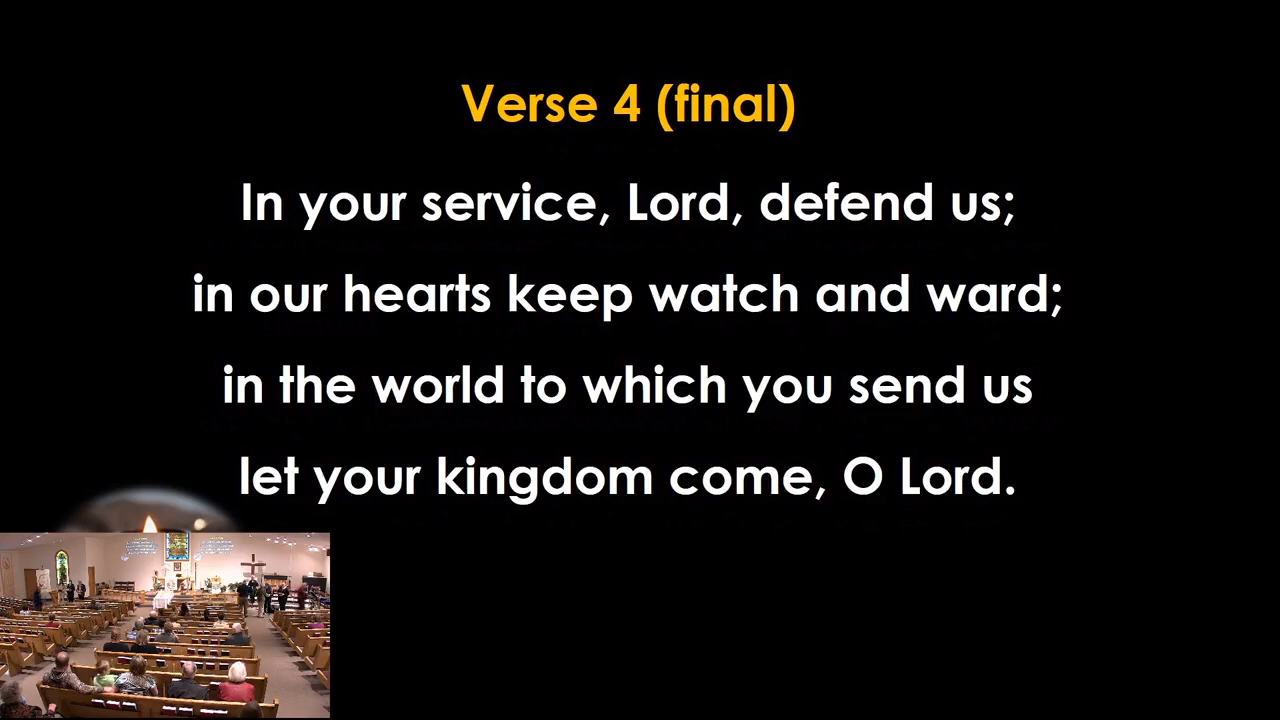 Verse 4 (final)
In your service, Lord, defend us;
in our hearts keep watch and ward;
in the world to which you send us
let your kingdom come, O Lord.